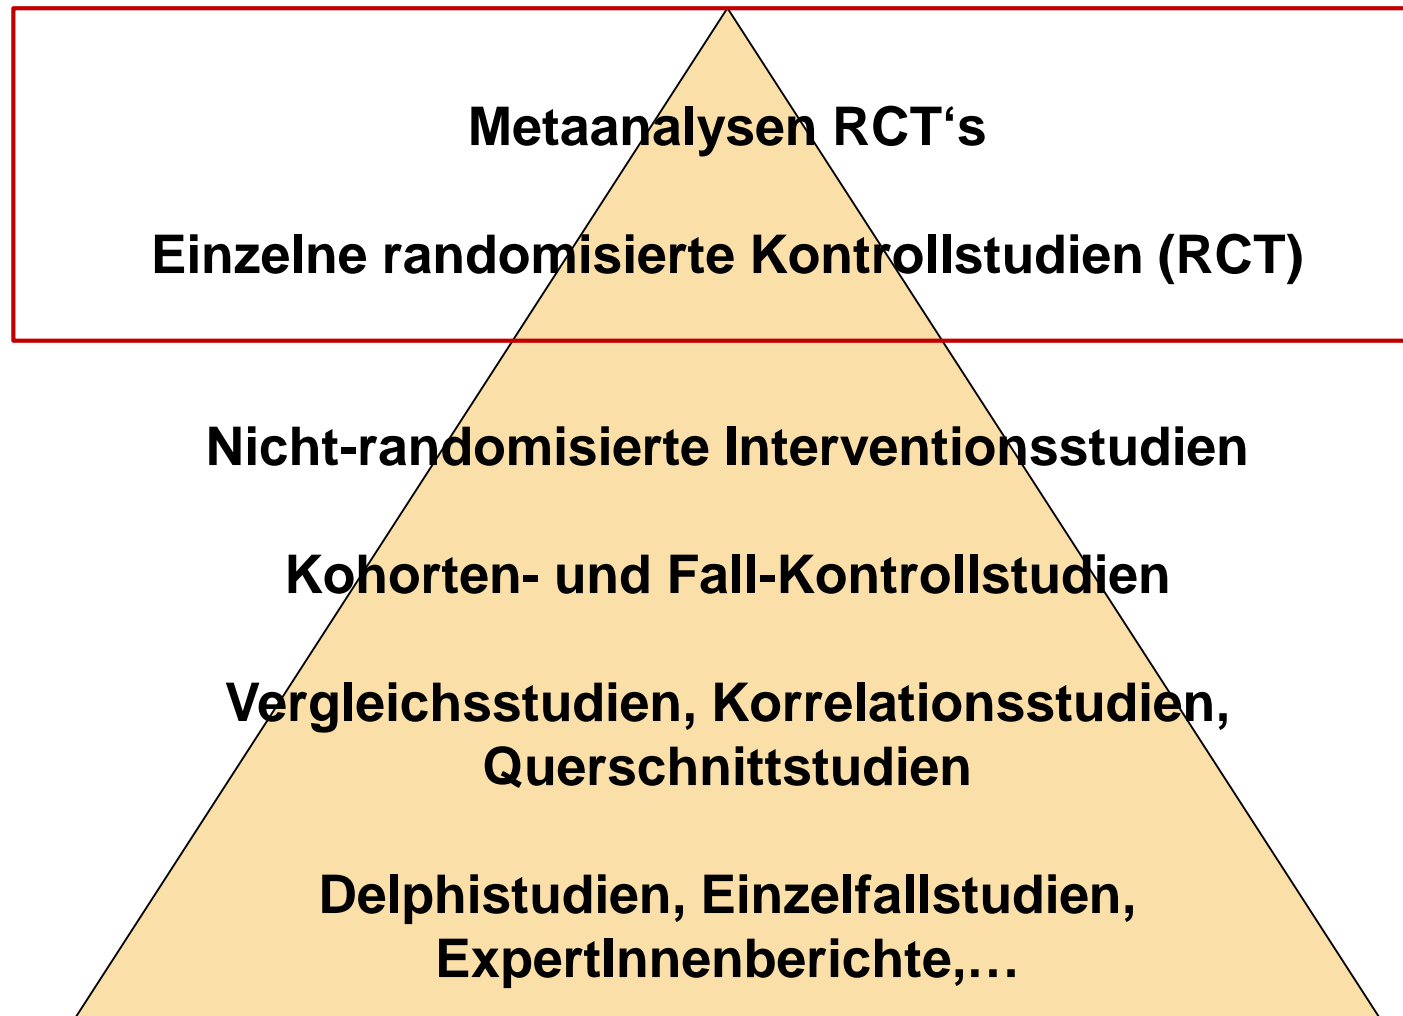 Metaanalysen RCT‘s
Einzelne randomisierte Kontrollstudien (RCT)
Nicht-randomisierte Interventionsstudien
Kohorten- und Fall-Kontrollstudien
Vergleichsstudien, Korrelationsstudien,
Querschnittstudien
Delphistudien, Einzelfallstudien,
ExpertInnenberichte,…